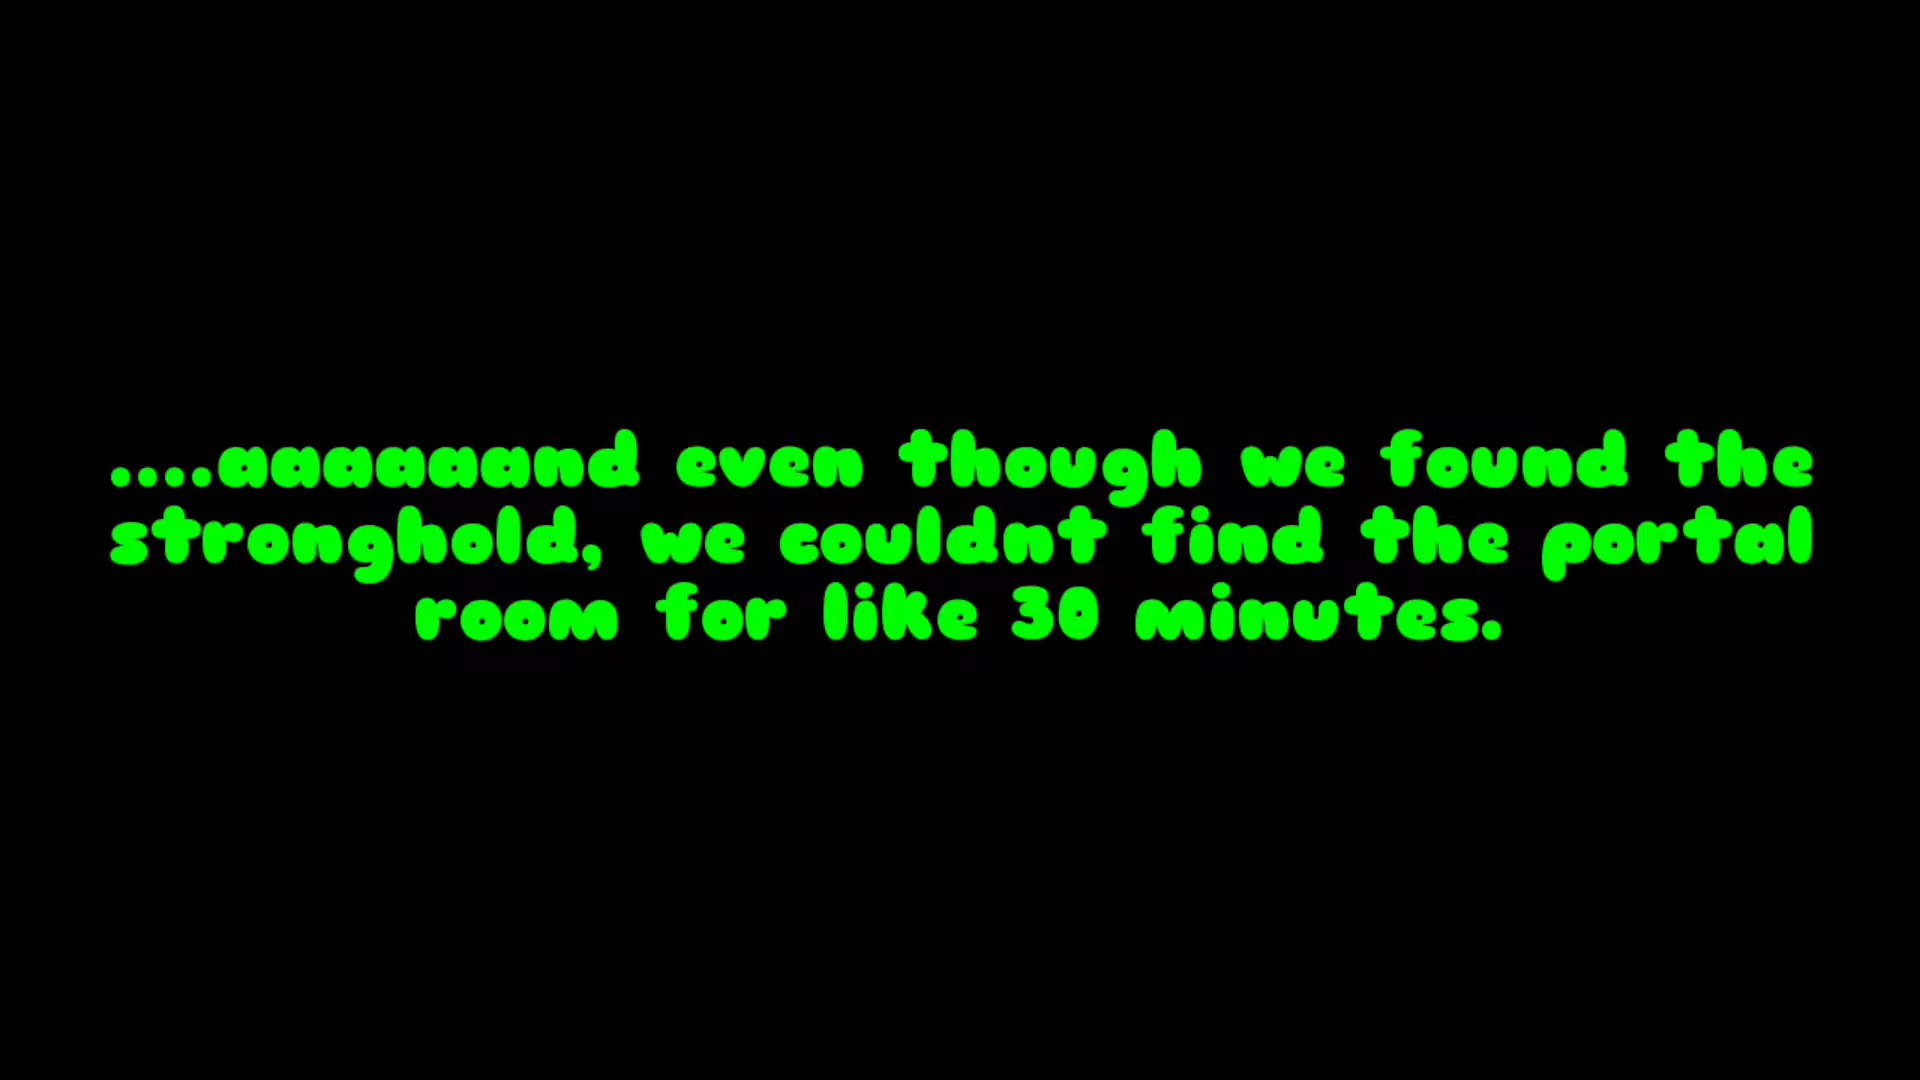 ....aaaaaaand even though we found the
stronghold, we couldnt find the portal
room for like 30 minutes.